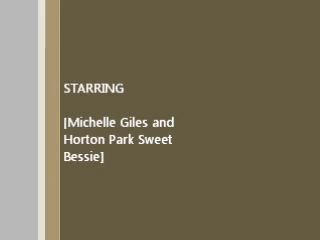 STARRING
[Michelle Giles and
Horton Park Sweet
Bessie]